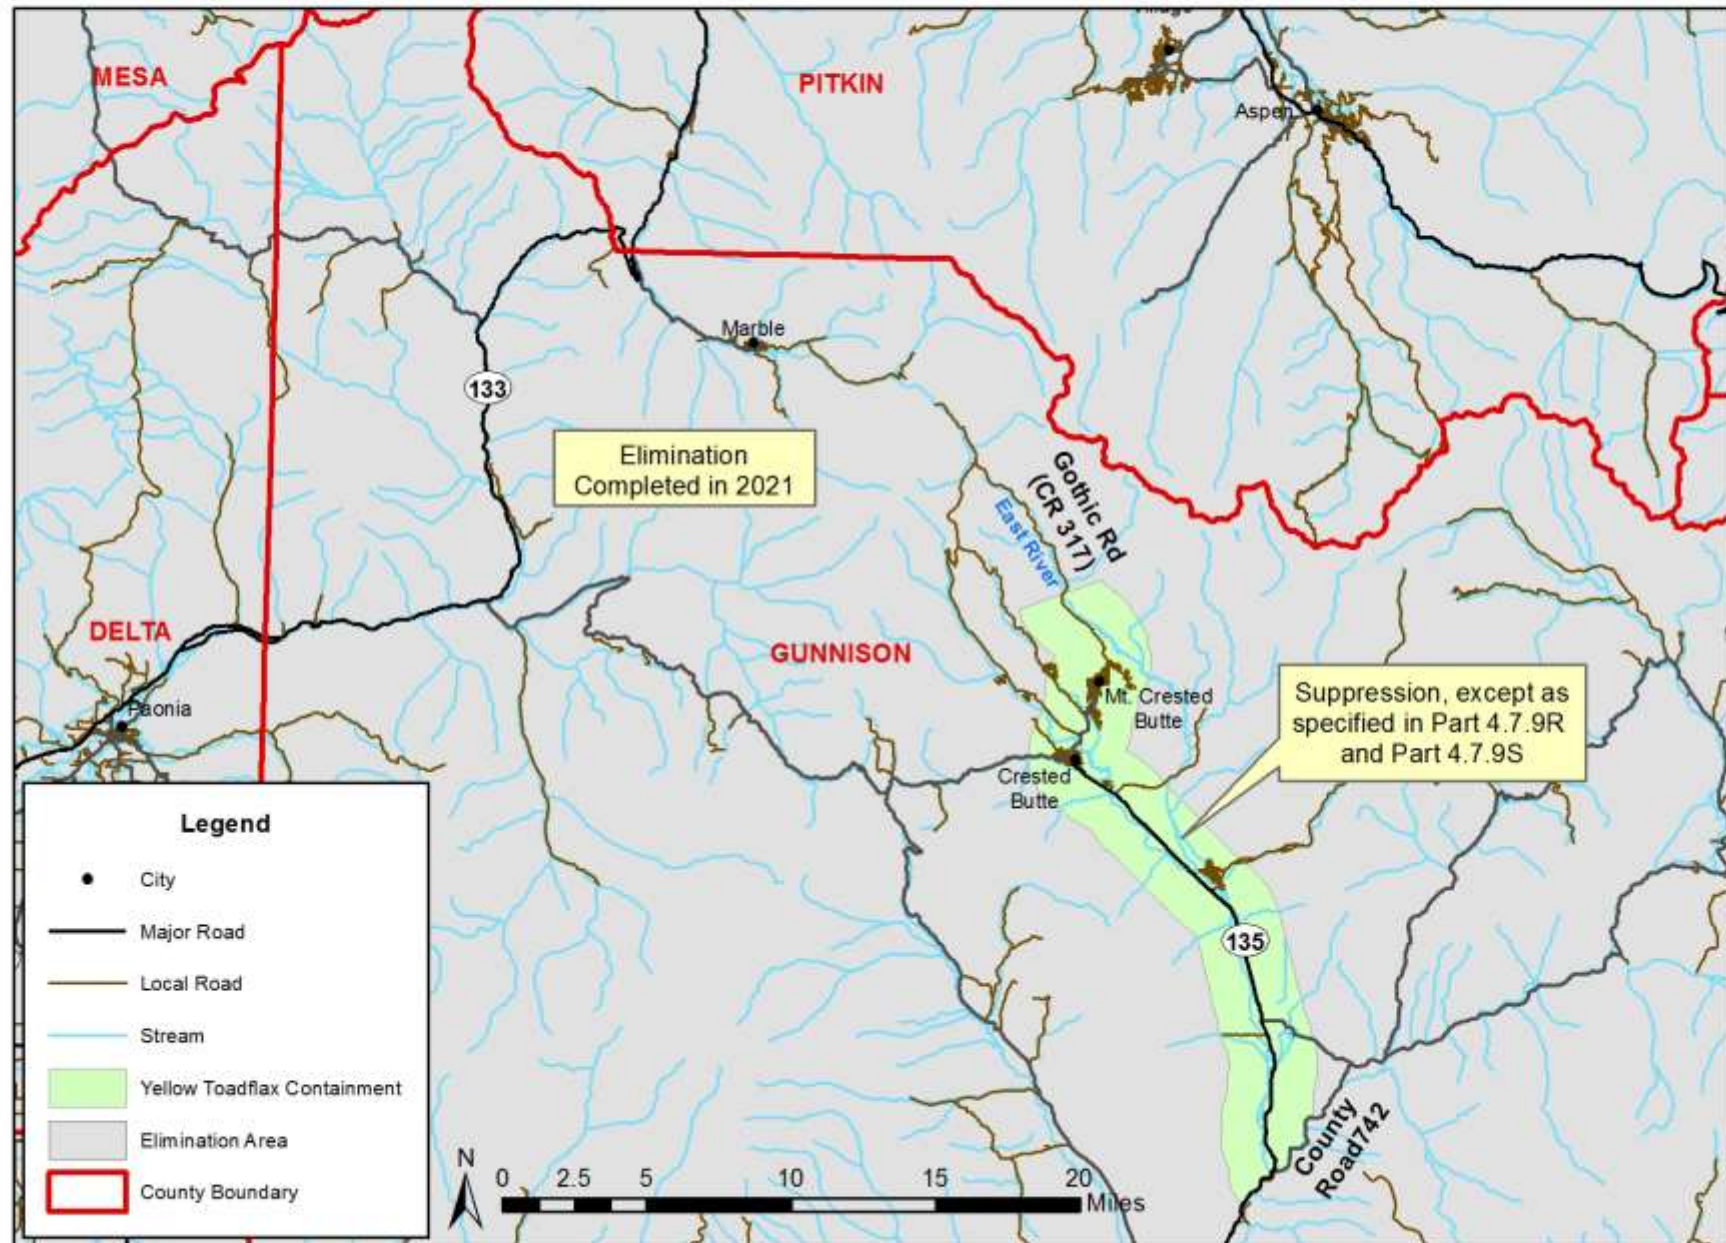 Village
MESA
PITKIN
Aspen
Marble
133
Elimination
Completed in 2021
Gothic Rd
(CR 317)
East River
DELTA
GUNNISON
Paonia
Mt. Crested
Butte
Suppression, except as
specified in Part 4.7.9R
and Part 4.7.9S
Crested
Butte
135
County
Road742
Legend
City
Major Road
Local Road
Stream
Yellow Toadflax Containment
Elimination Area
County Boundary
N
0 2.5 5 10 15 20
Miles